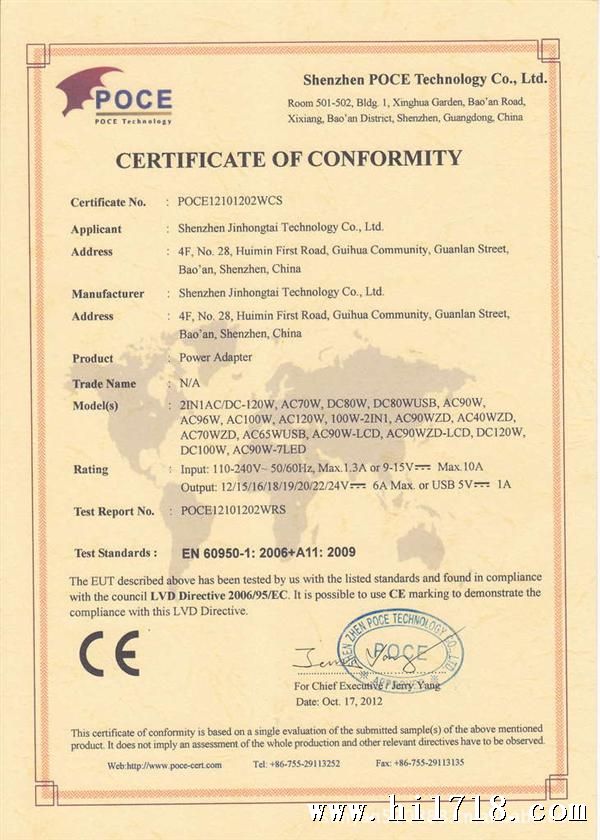 Shenzhen POCE Technology Co., Ltd.
POCE
POCE Technology
Room 501-502, Bldg. 1, Xinghua Garden, Bao'an Road,
Xixiang, Bao'an District, Shenzhen, Guangdong, China
CERTIFICATE OF CONFORMITY
Certificate No. : POCE12101202WCS
Applicant : Shenzhen Jinhongtai Technology Co., Ltd.
Address : 4F, No. 28, Huimin First Road, Guihua Community, Guanlan Street,
Bao'an, Shenzhen, China
Manufacturer : Shenzhen Jinhongtai Technology Co., Ltd.
Address : 4F, No. 28, Huimin First Road, Guihua Community, Guanlan Street,
Bao'an, Shenzhen, China
Product : Power Adapter
Trade Name : N/A
Model(s) : 2IN1AC/DC-120W, AC70W, DC80W, DC80WUSB, AC90W,
AC96W, AC100W, AC120W, 100W-2IN1, AC90WZD, AC40WZD,
AC70WZD, AC65WUSB, AC90W-LCD, AC90WZD-LCD, DC120W,
DC100W, AC90W-7LED
Rating : Input: 110-240V~ 50/60Hz, Max.1.3A or 9-15V⎓ Max.10A
Output: 12/15/16/18/19/20/22/24V⎓ 6A Max. or USB 5V⎓ 1A
Test Report No. : POCE12101202WRS
Test Standards : EN 60950-1: 2006+A11: 2009
The EUT described above has been tested by us with the listed standards and found in compliance
with the council LVD Directive 2006/95/EC. It is possible to use CE marking to demonstrate the
compliance with this LVD Directive.
CE
SHEN ZHEN POCE TECHNOLOGY CO., LTD
POCE
APPROVED
Jerry Yang
For Chief Executive / Jerry Yang
Date: Oct. 17, 2012
This certificate of conformity is based on a single evaluation of the submitted sample(s) of the above mentioned
product. It does not imply an assessment of the whole production and other relevant directives have to be observed.
Web:http://www.poce-cert.com Tel: +86-755-29113252 Fax: +86-755-29113135
www.hi1718.com